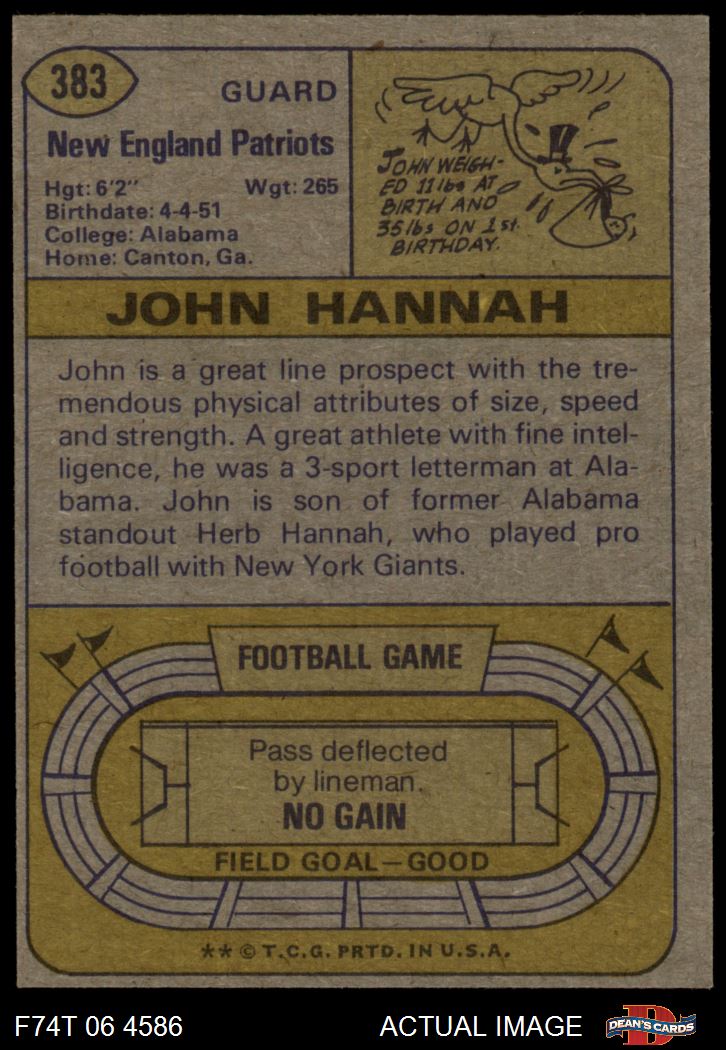 383
GUARD
New England Patriots
Hgt: 6'2" Wgt: 265
Birthdate: 4-4-51
College: Alabama
Home: Canton, Ga.
JOHN WEIGH-
ED 11 lbs AT
BIRTH AND
35 lbs ON 1st.
BIRTHDAY.
JOHN HANNAH
John is a great line prospect with the tre-
mendous physical attributes of size, speed
and strength. A great athlete with fine intel-
ligence, he was a 3-sport letterman at Ala-
bama. John is son of former Alabama
standout Herb Hannah, who played pro
football with New York Giants.
FOOTBALL GAME
Pass deflected
by lineman.
NO GAIN
FIELD GOAL—GOOD
** © T.C.G. PRTD. IN U.S.A.
F74T 06 4586 ACTUAL IMAGE
D
DEAN'S CARDS